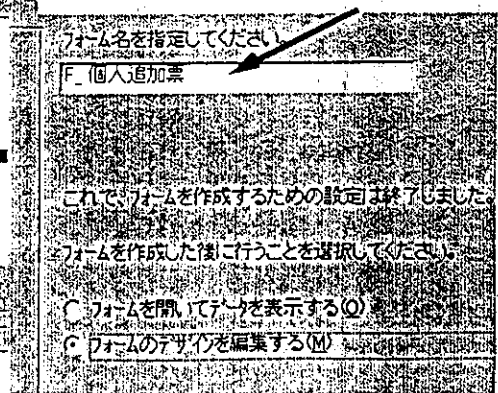 フォーム名を指定してください。
F_個人追加票
これで、フォームを作成するための設定は終了しました。
フォームを作成した後に行うことを選択してください。
フォームを開いてデータを表示する(O)
フォームのデザインを編集する(M)